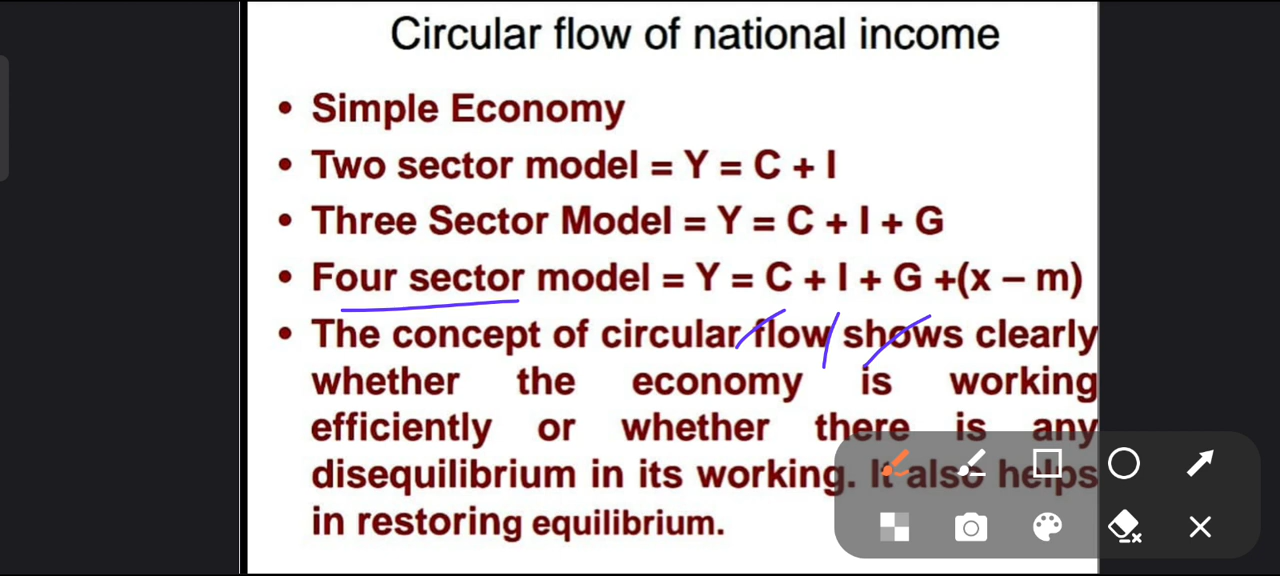 Circular flow of national income
• Simple Economy
• Two sector model = Y = C + I
• Three Sector Model = Y = C + I + G
• Four sector model = Y = C + I + G +(x – m)
• The concept of circular flow shows clearly
whether the economy is working
efficiently or whether there is any
disequilibrium in its working. It also helps
in restoring equilibrium.